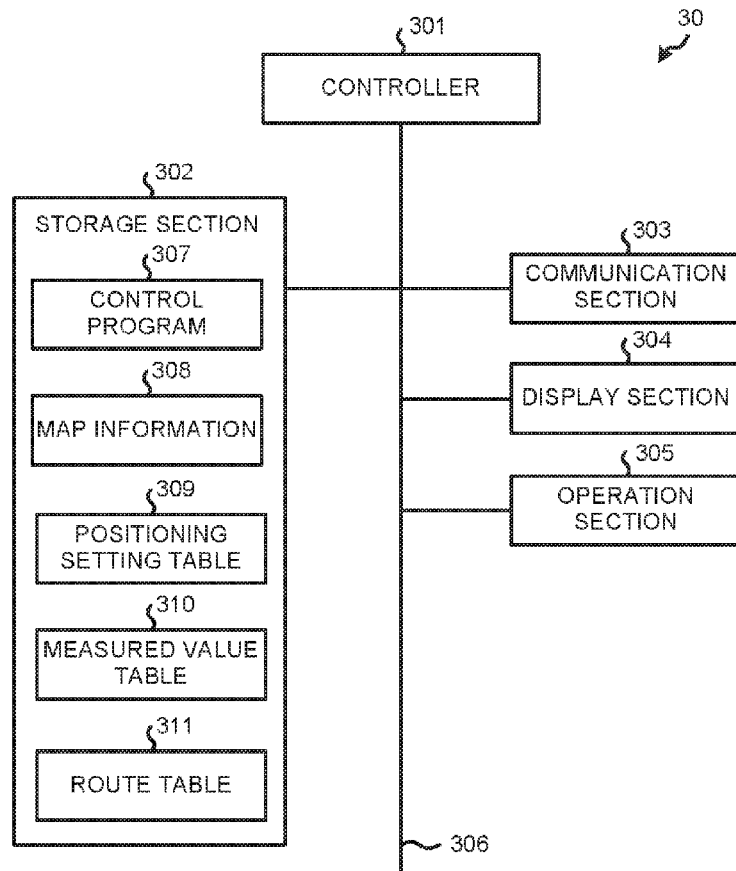 30
301
CONTROLLER
302
STORAGE SECTION
307
CONTROL
PROGRAM
308
MAP INFORMATION
309
POSITIONING
SETTING TABLE
310
MEASURED VALUE
TABLE
311
ROUTE TABLE
303
COMMUNICATION
SECTION
304
DISPLAY SECTION
305
OPERATION
SECTION
306